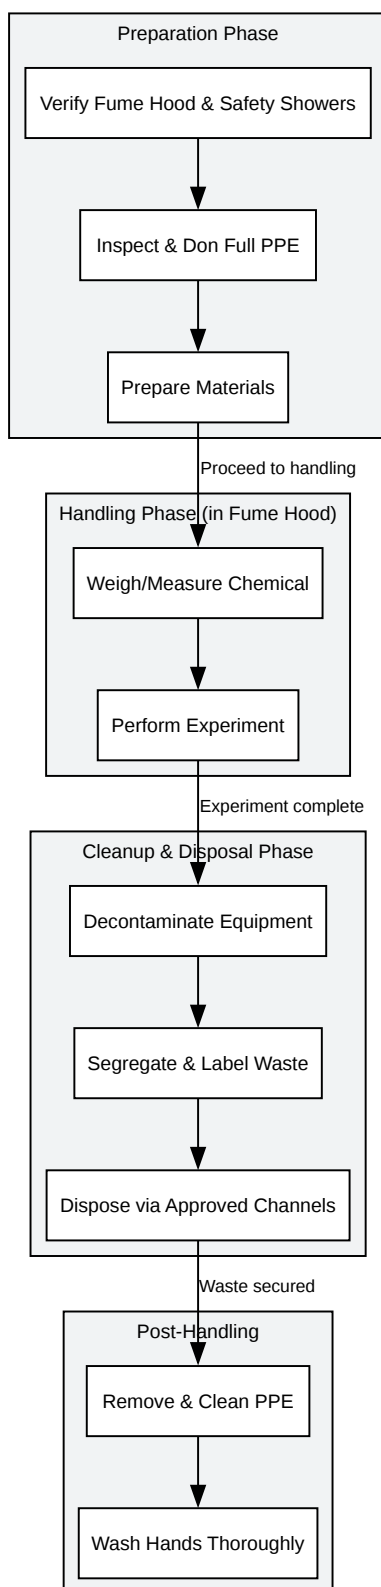 Preparation Phase
Verify Fume Hood & Safety Showers
Inspect & Don Full PPE
Prepare Materials
Proceed to handling
Handling Phase (in Fume Hood)
Weigh/Measure Chemical
Perform Experiment
Experiment complete
Cleanup & Disposal Phase
Decontaminate Equipment
Segregate & Label Waste
Dispose via Approved Channels
Waste secured
Post-Handling
Remove & Clean PPE
Wash Hands Thoroughly